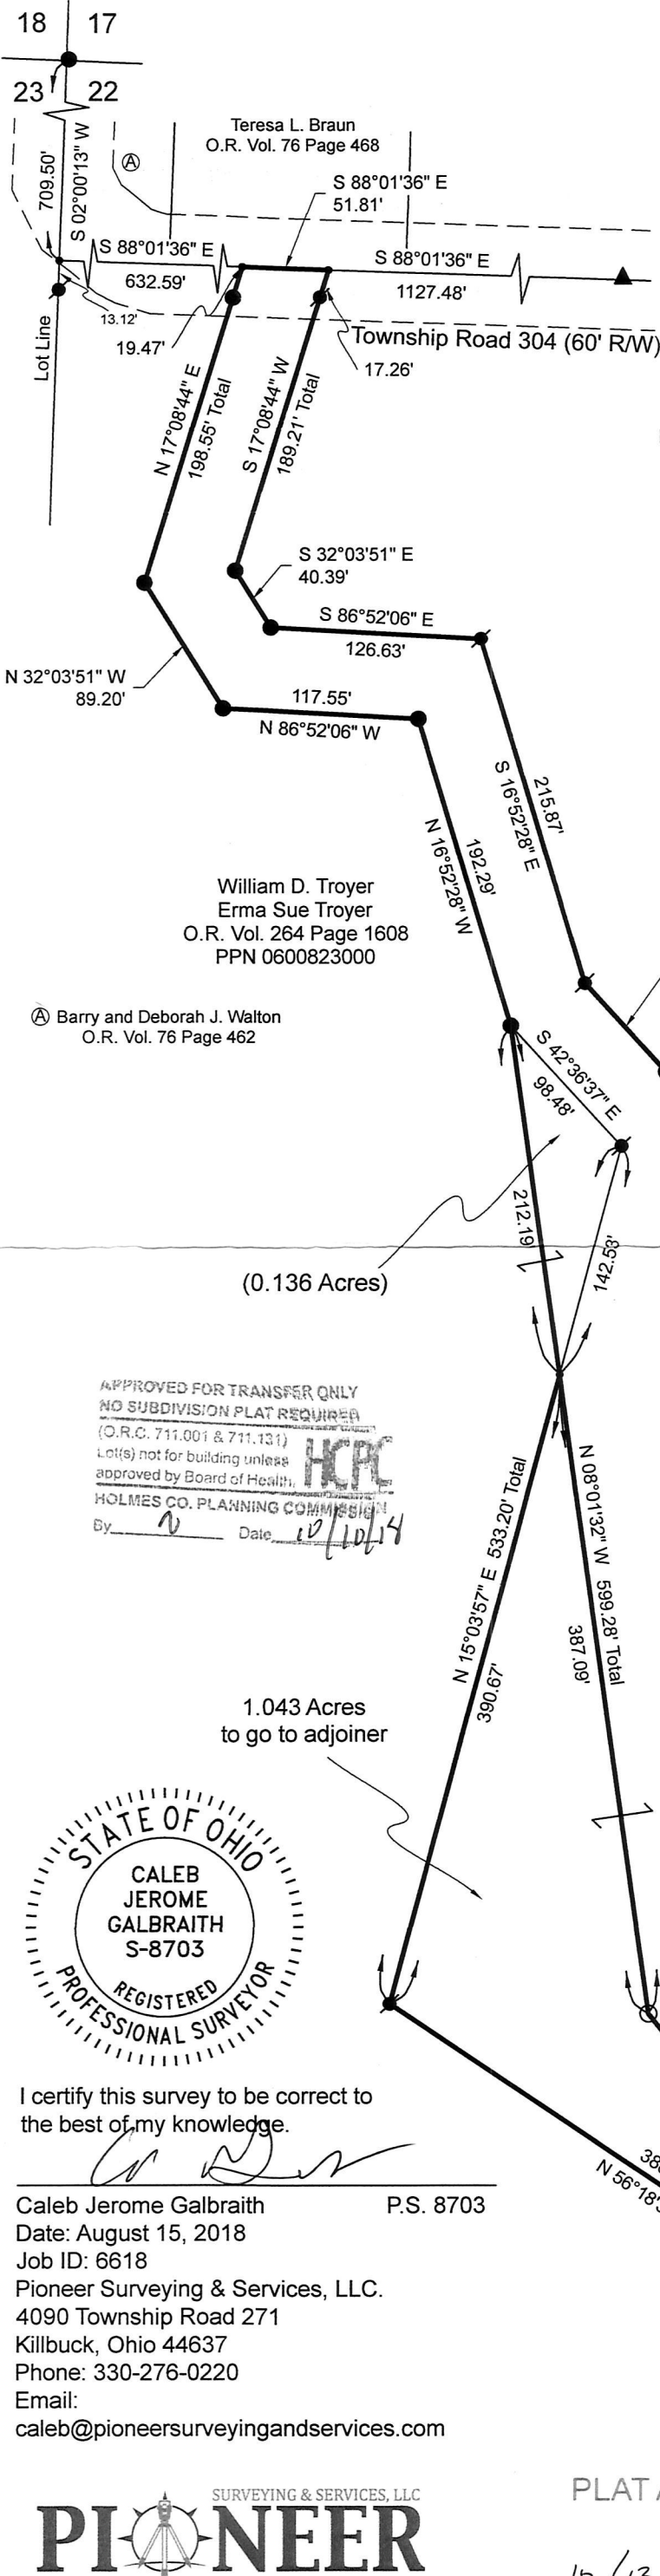 18 17
23 22
709.50'
S 02°00'13" W
Ⓐ
Teresa L. Braun
O.R. Vol. 76 Page 468
S 88°01'36" E
51.81'
S 88°01'36" E
632.59'
S 88°01'36" E
1127.48'
13.12'
19.47'
17.26'
Township Road 304 (60' R/W)
Lot Line
N 17°08'44" E
198.55' Total
S 17°08'44" W
189.21' Total
S 32°03'51" E
40.39'
S 86°52'06" E
126.63'
N 32°03'51" W
89.20'
117.55'
N 86°52'06" W
215.87'
S 16°52'28" E
192.29'
N 16°52'28" W
William D. Troyer
Erma Sue Troyer
O.R. Vol. 264 Page 1608
PPN 0600823000
Ⓐ Barry and Deborah J. Walton
O.R. Vol. 76 Page 462
S 42°36'37" E
98.48'
212.19'
142.53'
(0.136 Acres)
APPROVED FOR TRANSFER ONLY
NO SUBDIVISION PLAT REQUIRED
(O.R.C. 711.001 & 711.131)
Lot(s) not for building unless
approved by Board of Health.
HCPC
HOLMES CO. PLANNING COMMISSION
By Date 10/10/18
N 15°03'57" E 533.20' Total
390.67'
N 08°01'32" W 599.28' Total
387.09'
1.043 Acres
to go to adjoiner
STATE OF OHIO
CALEB
JEROME
GALBRAITH
S-8703
REGISTERED
PROFESSIONAL SURVEYOR
I certify this survey to be correct to
the best of my knowledge.
N 56°18'
Caleb Jerome Galbraith P.S. 8703
Date: August 15, 2018
Job ID: 6618
Pioneer Surveying & Services, LLC.
4090 Township Road 271
Killbuck, Ohio 44637
Phone: 330-276-0220
Email:
caleb@pioneersurveyingandservices.com
SURVEYING & SERVICES, LLC
PIONEER
PLAT